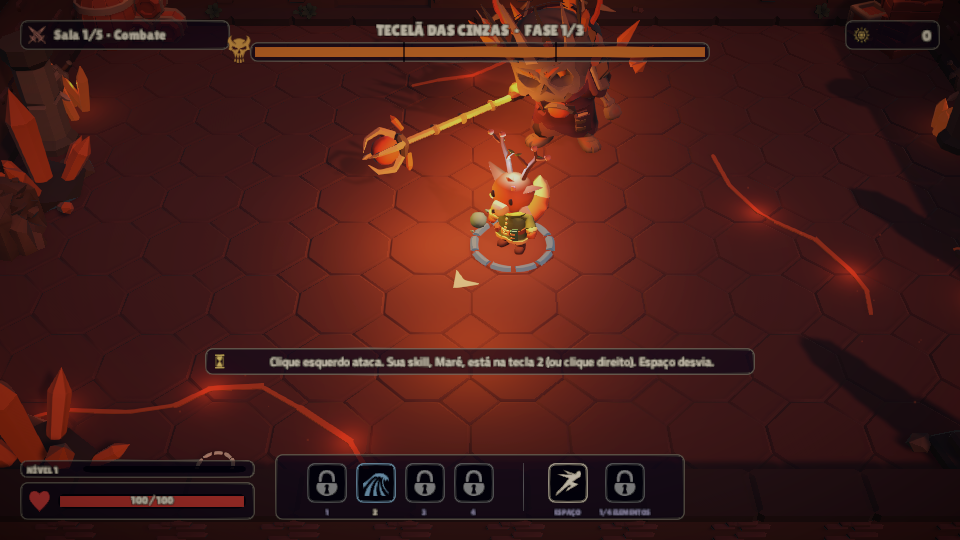 Sala 1/5 - Combate
TECELÃ DAS CINZAS - FASE 1/3
0
Clique esquerdo ataca. Sua skill, Maré, está na tecla 2 (ou clique direito). Espaço desvia.
NÍVEL 1
100/100
1
2
3
4
ESPAÇO
1/4 ELEMENTOS